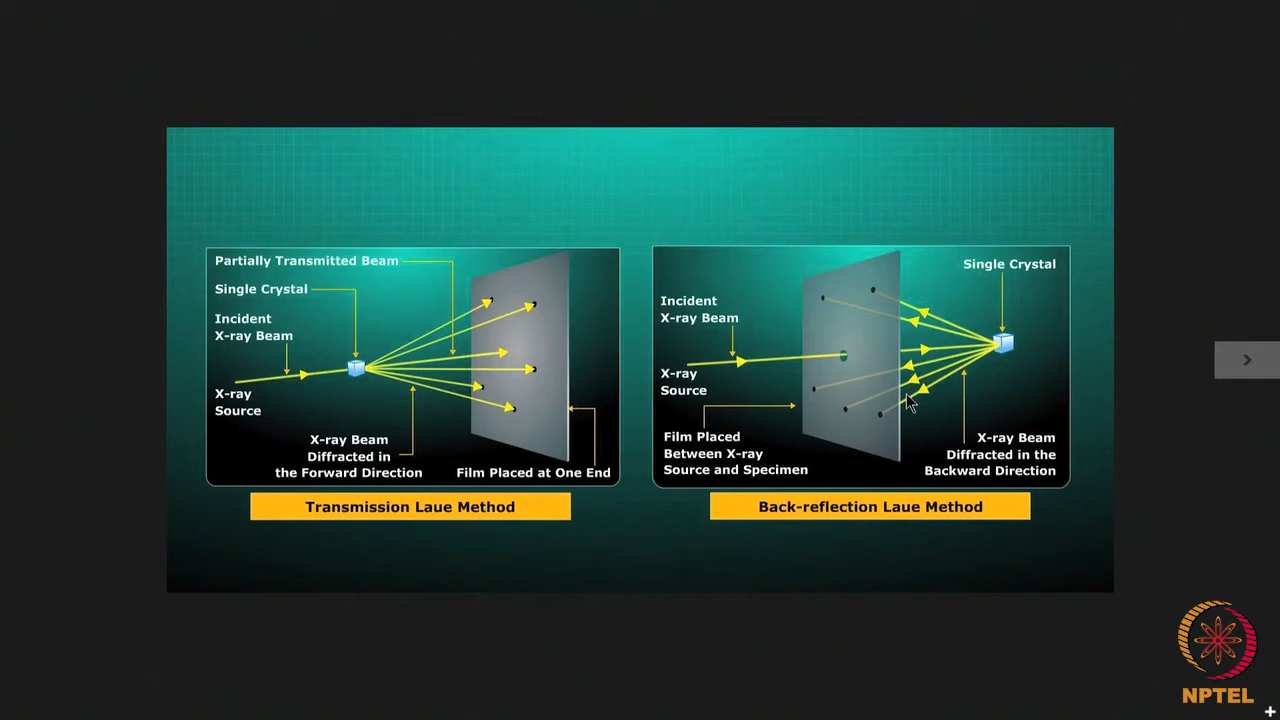 Partially Transmitted Beam
Single Crystal
Incident
X-ray Beam
X-ray
Source
X-ray Beam
Diffracted in
the Forward Direction
Film Placed at One End
Transmission Laue Method
Single Crystal
Incident
X-ray Beam
X-ray
Source
Film Placed
Between X-ray
Source and Specimen
X-ray Beam
Diffracted in the
Backward Direction
Back-reflection Laue Method
NPTEL